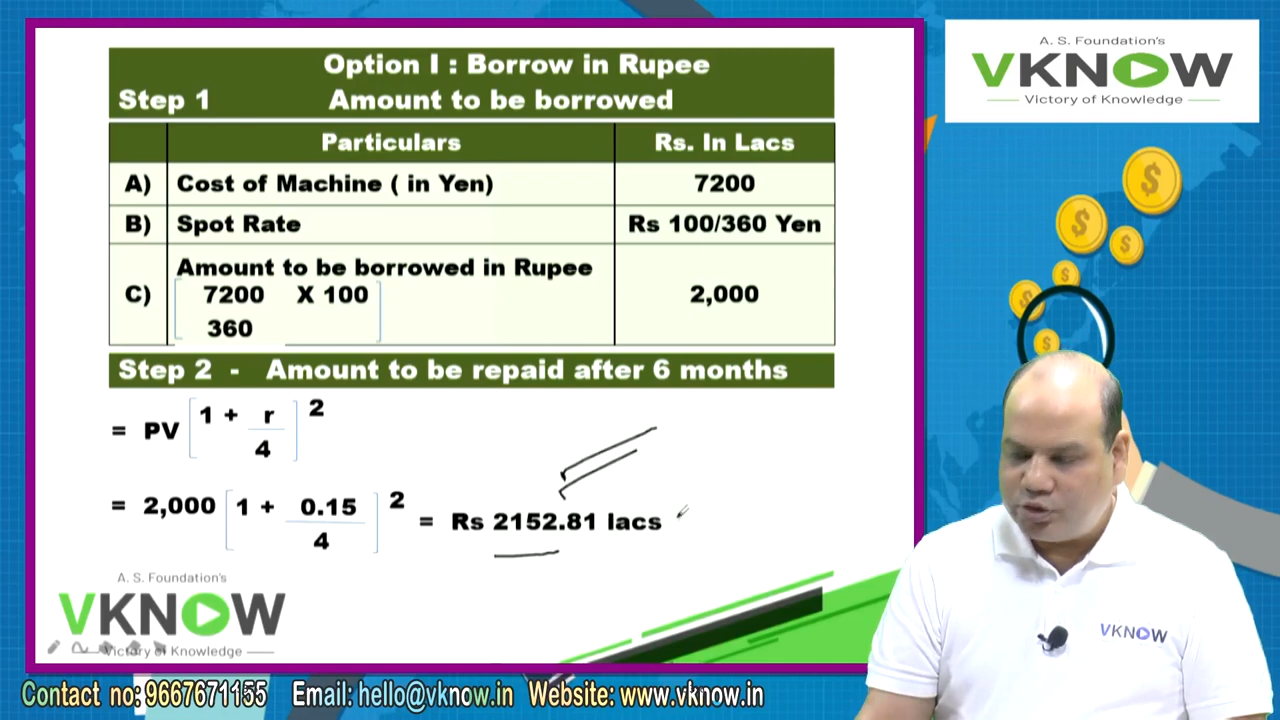 Option I : Borrow in Rupee
Step 1 Amount to be borrowed
Particulars Rs. In Lacs
A) Cost of Machine ( in Yen) 7200
B) Spot Rate Rs 100/360 Yen
Amount to be borrowed in Rupee
C) 7200 X 100 2,000
360
Step 2 - Amount to be repaid after 6 months
= PV [ 1 + r ] 2
4
= 2,000 [ 1 + 0.15 ] 2 = Rs 2152.81 lacs
4
A. S. Foundation's
VKNOW
Victory of Knowledge
A. S. Foundation's
VKNOW
Victory of Knowledge
VKNOW
Contact no: 9667671155 Email: hello@vknow.in Website: www.vknow.in